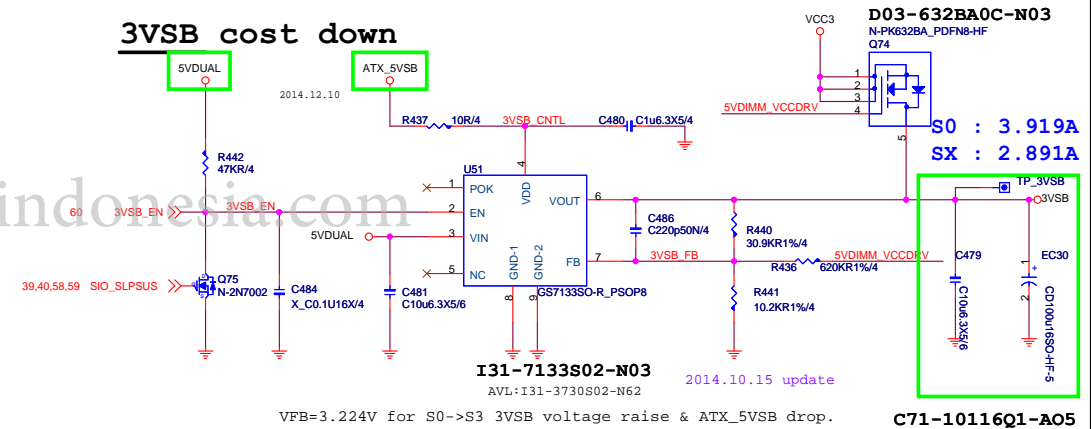 3VSB cost down
D03-632BA0C-N03
N-PK632BA_PDFN8-HF
Q74
VCC3
5VDUAL
ATX_5VSB
2014.12.10
1
2
3
4
5
5VDIMM_VCCDRV
S0 : 3.919A
SX : 2.891A
R437
10R/4
3VSB_CNTL
C480
C1u6.3X5/4
R442
47KR/4
U51
4
1
POK
VDD
VOUT
6
TP_3VSB
3VSB
indonesia.com
60
3VSB_EN
3VSB_EN
2
EN
5VDUAL
3
VIN
C486
C220p50N/4
R440
30.9KR1%/4
5
NC
GND-1
GND-2
FB
7
3VSB_FB
5VDIMM_VCCDRV
R436
620KR1%/4
C479
C10u6.3X5/6
EC30
1
+
2
CD100u16SO-HF-5
39,40,58,59
SIO_SLPSUS
Q75
N-2N7002
C484
X_C0.1U16X/4
C481
C10u6.3X5/6
8
9
GS7133SO-R_PSOP8
R441
10.2KR1%/4
I31-7133S02-N03
AVL:I31-3730S02-N62
2014.10.15 update
VFB=3.224V for S0->S3 3VSB voltage raise & ATX_5VSB drop.
C71-10116Q1-AO5